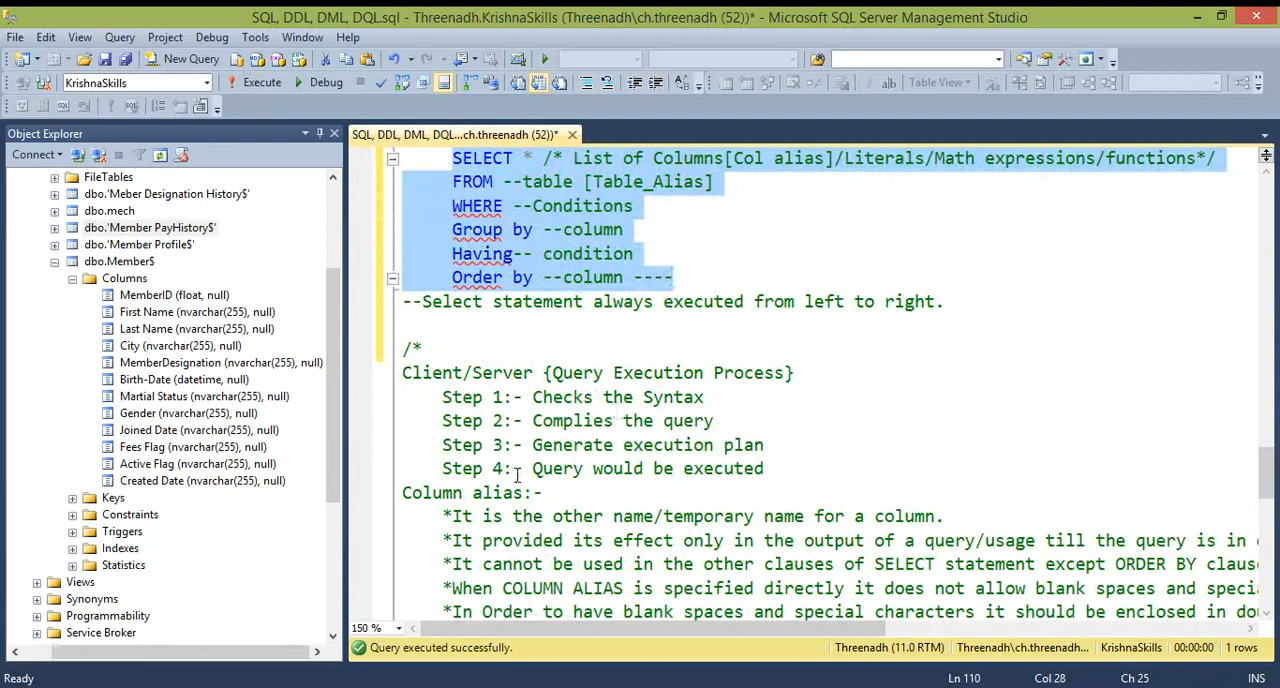 SQL, DDL, DML, DQL.sql - Threenadh.KrishnaSkills (Threenadh\ch.threenadh (52))* - Microsoft SQL Server Management Studio
File Edit View Query Project Debug Tools Window Help
New Query
KrishnaSkills Execute Debug Table View
Object Explorer
SQL, DDL, DML, DQL...ch.threenadh (52))*
Connect
FileTables
dbo.'Meber Designation History$'
dbo.mech
dbo.'Member PayHistory$'
dbo.'Member Profile$'
dbo.Member$
Columns
MemberID (float, null)
First Name (nvarchar(255), null)
Last Name (nvarchar(255), null)
City (nvarchar(255), null)
MemberDesignation (nvarchar(255), null)
Birth-Date (datetime, null)
Martial Status (nvarchar(255), null)
Gender (nvarchar(255), null)
Joined Date (nvarchar(255), null)
Fees Flag (nvarchar(255), null)
Active Flag (nvarchar(255), null)
Created Date (nvarchar(255), null)
Keys
Constraints
Triggers
Indexes
Statistics
Views
Synonyms
Programmability
Service Broker
SELECT * /* List of Columns[Col alias]/Literals/Math expressions/functions*/
FROM --table [Table_Alias]
WHERE --Conditions
Group by --column
Having-- condition
Order by --column ----
--Select statement always executed from left to right.
/*
Client/Server {Query Execution Process}
Step 1:- Checks the Syntax
Step 2:- Complies the query
Step 3:- Generate execution plan
Step 4:- Query would be executed
Column alias:-
*It is the other name/temporary name for a column.
*It provided its effect only in the output of a query/usage till the query is in
*It cannot be used in the other clauses of SELECT statement except ORDER BY claus
*When COLUMN ALIAS is specified directly it does not allow blank spaces and speci
*In Order to have blank spaces and special characters it should be enclosed in do
150 %
Query executed successfully. Threenadh (11.0 RTM) Threenadh\ch.threenadh... KrishnaSkills 00:00:00 1 rows
Ready Ln 110 Col 28 Ch 25 INS